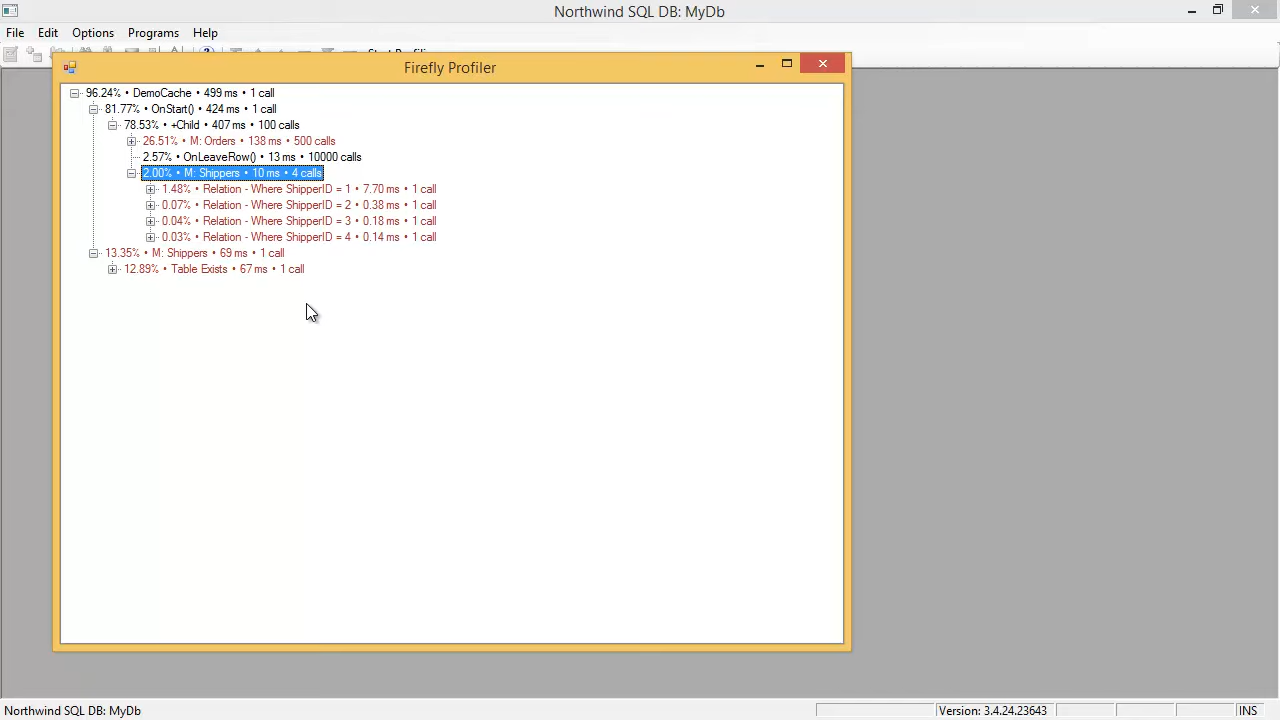 Northwind SQL DB: MyDb
File Edit Options Programs Help
Firefly Profiler
96.24% • DemoCache • 499 ms • 1 call
81.77% • OnStart() • 424 ms • 1 call
78.53% • +Child • 407 ms • 100 calls
26.51% • M: Orders • 138 ms • 500 calls
2.57% • OnLeaveRow() • 13 ms • 10000 calls
2.00% • M: Shippers • 10 ms • 4 calls
1.48% • Relation - Where ShipperID = 1 • 7.70 ms • 1 call
0.07% • Relation - Where ShipperID = 2 • 0.38 ms • 1 call
0.04% • Relation - Where ShipperID = 3 • 0.18 ms • 1 call
0.03% • Relation - Where ShipperID = 4 • 0.14 ms • 1 call
13.35% • M: Shippers • 69 ms • 1 call
12.89% • Table Exists • 67 ms • 1 call
Northwind SQL DB: MyDb
Version: 3.4.24.23643
INS